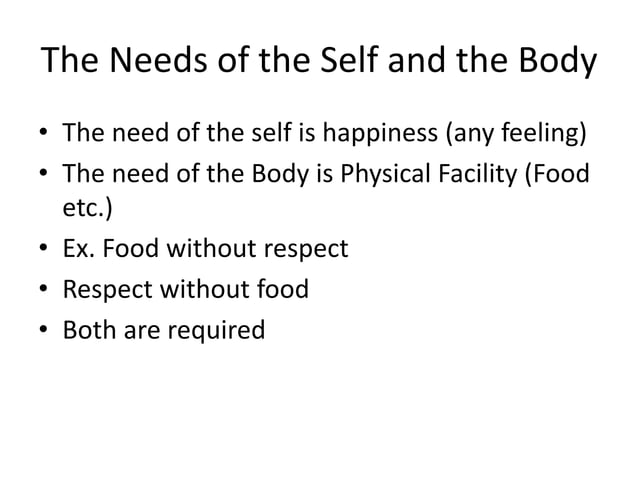 The Needs of the Self and the Body
• The need of the self is happiness (any feeling)
• The need of the Body is Physical Facility (Food
etc.)
• Ex. Food without respect
• Respect without food
• Both are required